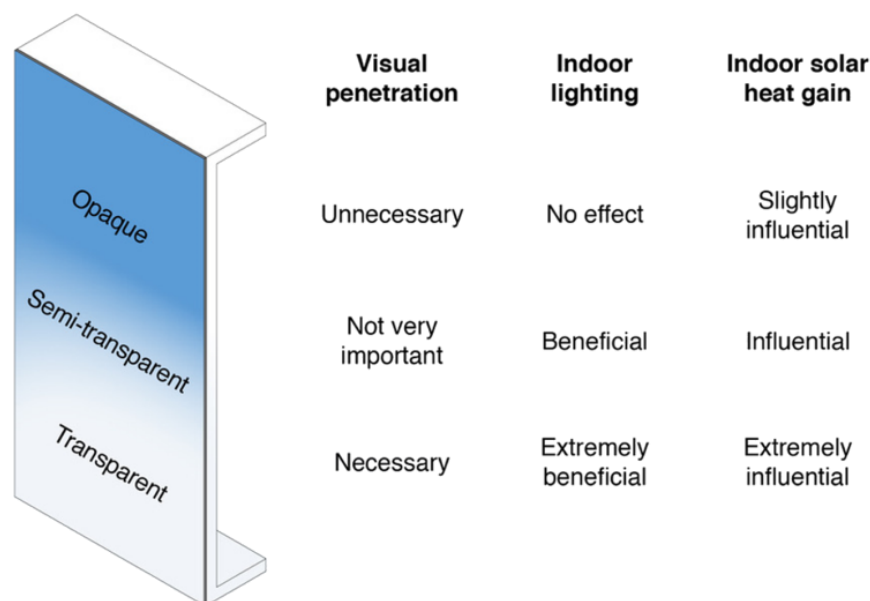 Visual
penetration
Indoor
lighting
Indoor solar
heat gain
Opaque
Unnecessary
No effect
Slightly
influential
Semi-transparent
Not very
important
Beneficial
Influential
Transparent
Necessary
Extremely
beneficial
Extremely
influential